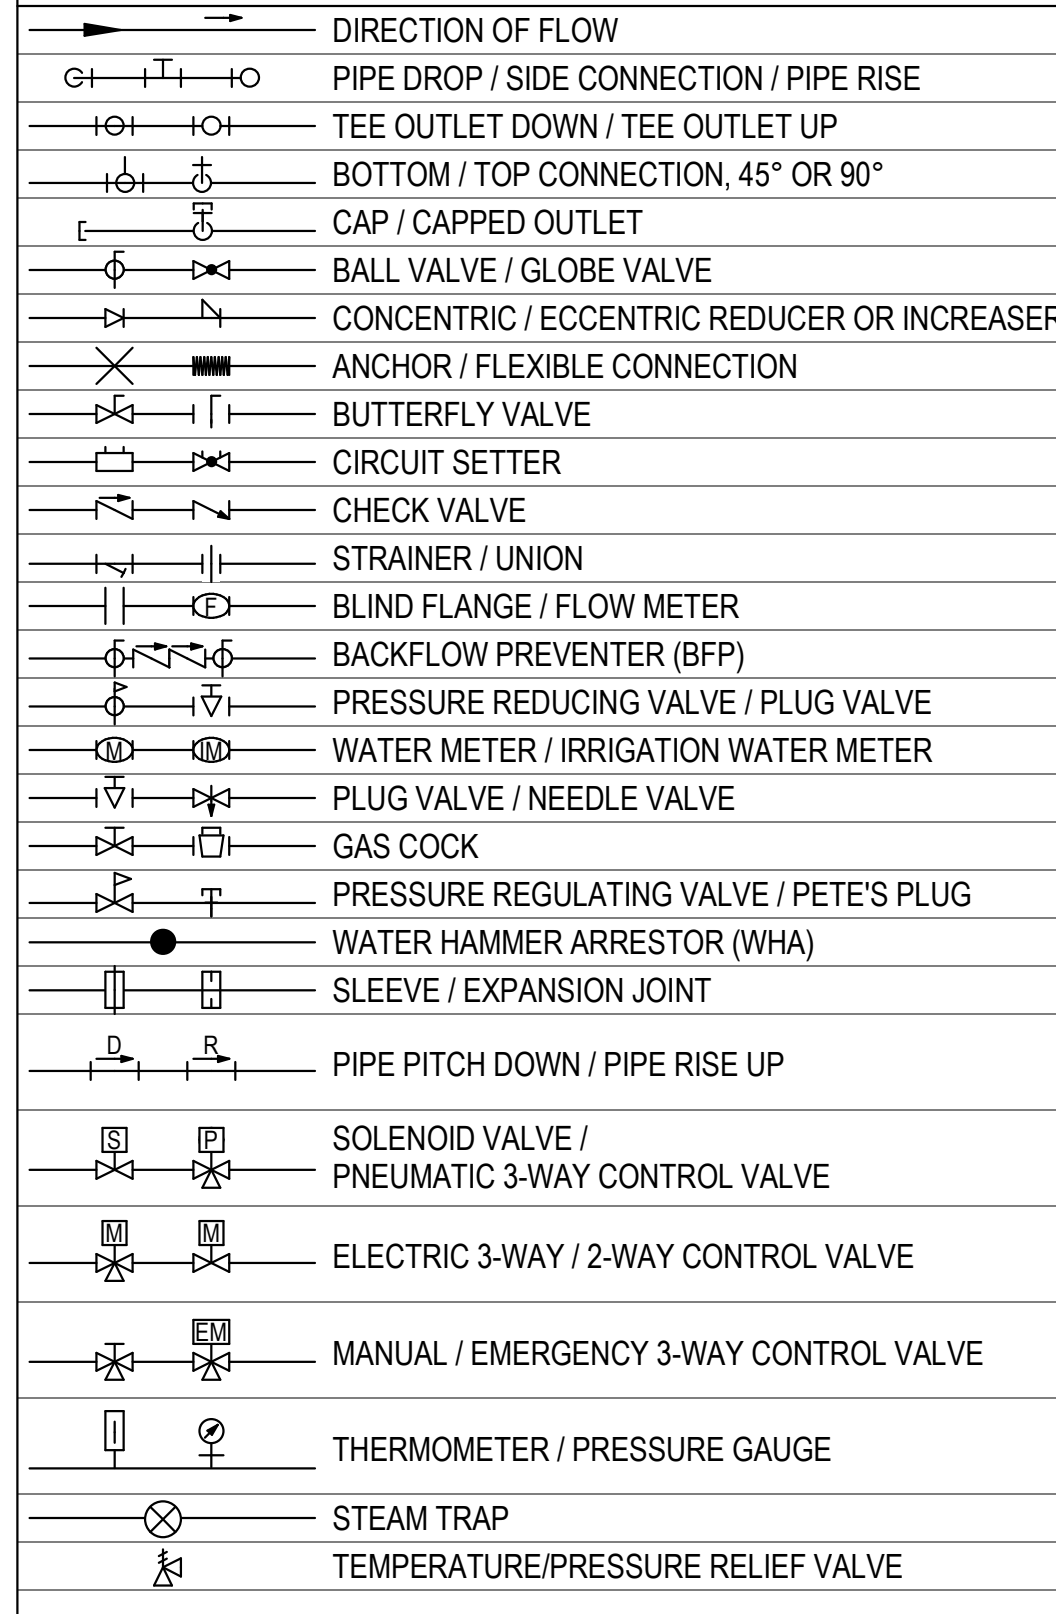 DIRECTION OF FLOW
PIPE DROP / SIDE CONNECTION / PIPE RISE
TEE OUTLET DOWN / TEE OUTLET UP
BOTTOM / TOP CONNECTION, 45° OR 90°
CAP / CAPPED OUTLET
BALL VALVE / GLOBE VALVE
CONCENTRIC / ECCENTRIC REDUCER OR INCREASER
ANCHOR / FLEXIBLE CONNECTION
BUTTERFLY VALVE
CIRCUIT SETTER
CHECK VALVE
STRAINER / UNION
F BLIND FLANGE / FLOW METER
BACKFLOW PREVENTER (BFP)
PRESSURE REDUCING VALVE / PLUG VALVE
M IM WATER METER / IRRIGATION WATER METER
PLUG VALVE / NEEDLE VALVE
GAS COCK
PRESSURE REGULATING VALVE / PETE'S PLUG
WATER HAMMER ARRESTOR (WHA)
SLEEVE / EXPANSION JOINT
D R PIPE PITCH DOWN / PIPE RISE UP
S P SOLENOID VALVE /
PNEUMATIC 3-WAY CONTROL VALVE
M M ELECTRIC 3-WAY / 2-WAY CONTROL VALVE
EM MANUAL / EMERGENCY 3-WAY CONTROL VALVE
THERMOMETER / PRESSURE GAUGE
STEAM TRAP
TEMPERATURE/PRESSURE RELIEF VALVE